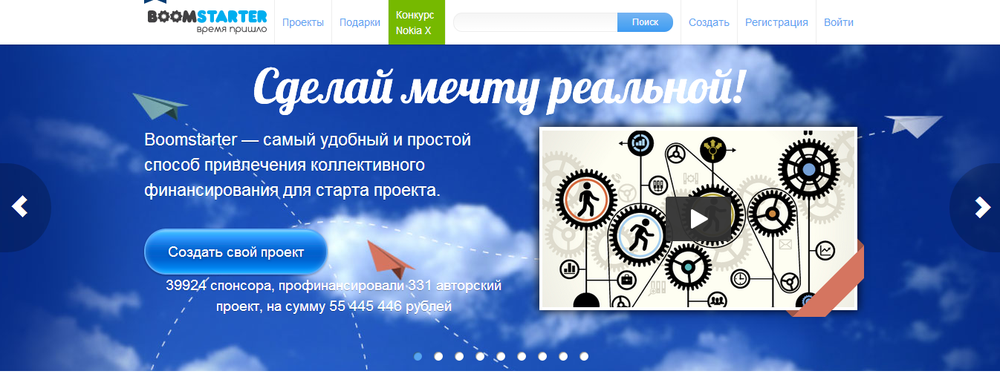 BOOMSTARTER
время пришло
Проекты
Подарки
Конкурс
Nokia X
Поиск
Создать
Регистрация
Войти
Сделай мечту реальной!
Boomstarter — самый удобный и простой
способ привлечения коллективного
финансирования для старта проекта.
Создать свой проект
39924 спонсора, профинансировали 331 авторский
проект, на сумму 55 445 446 рублей